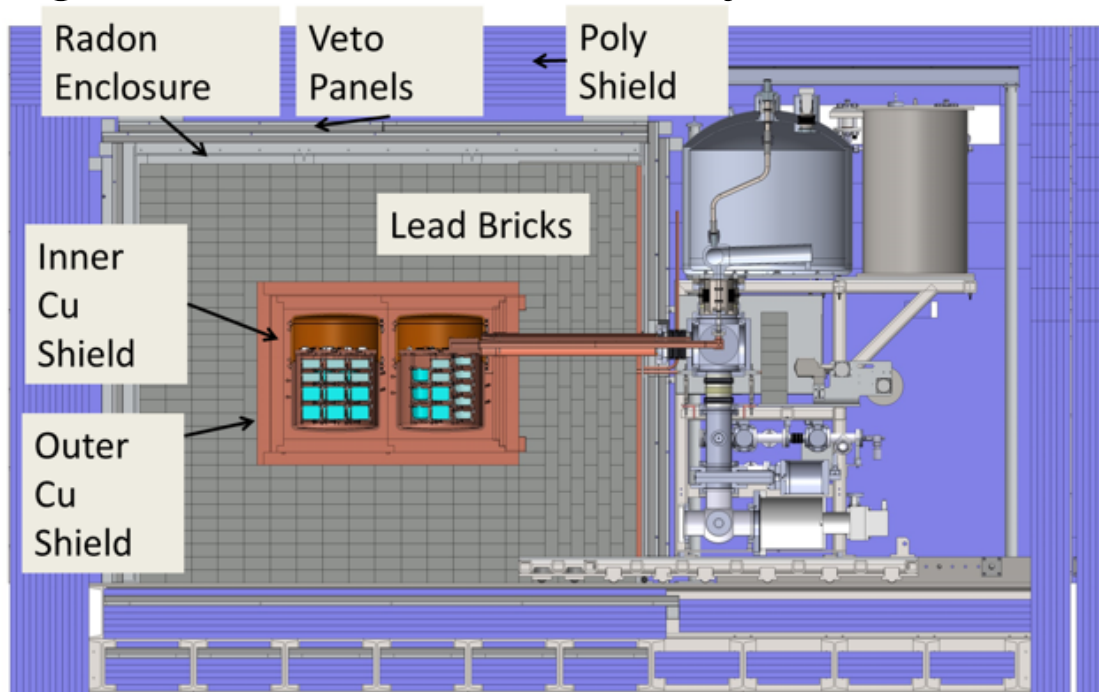 Radon
Enclosure
Veto
Panels
Poly
Shield
Lead Bricks
Inner
Cu
Shield
Outer
Cu
Shield